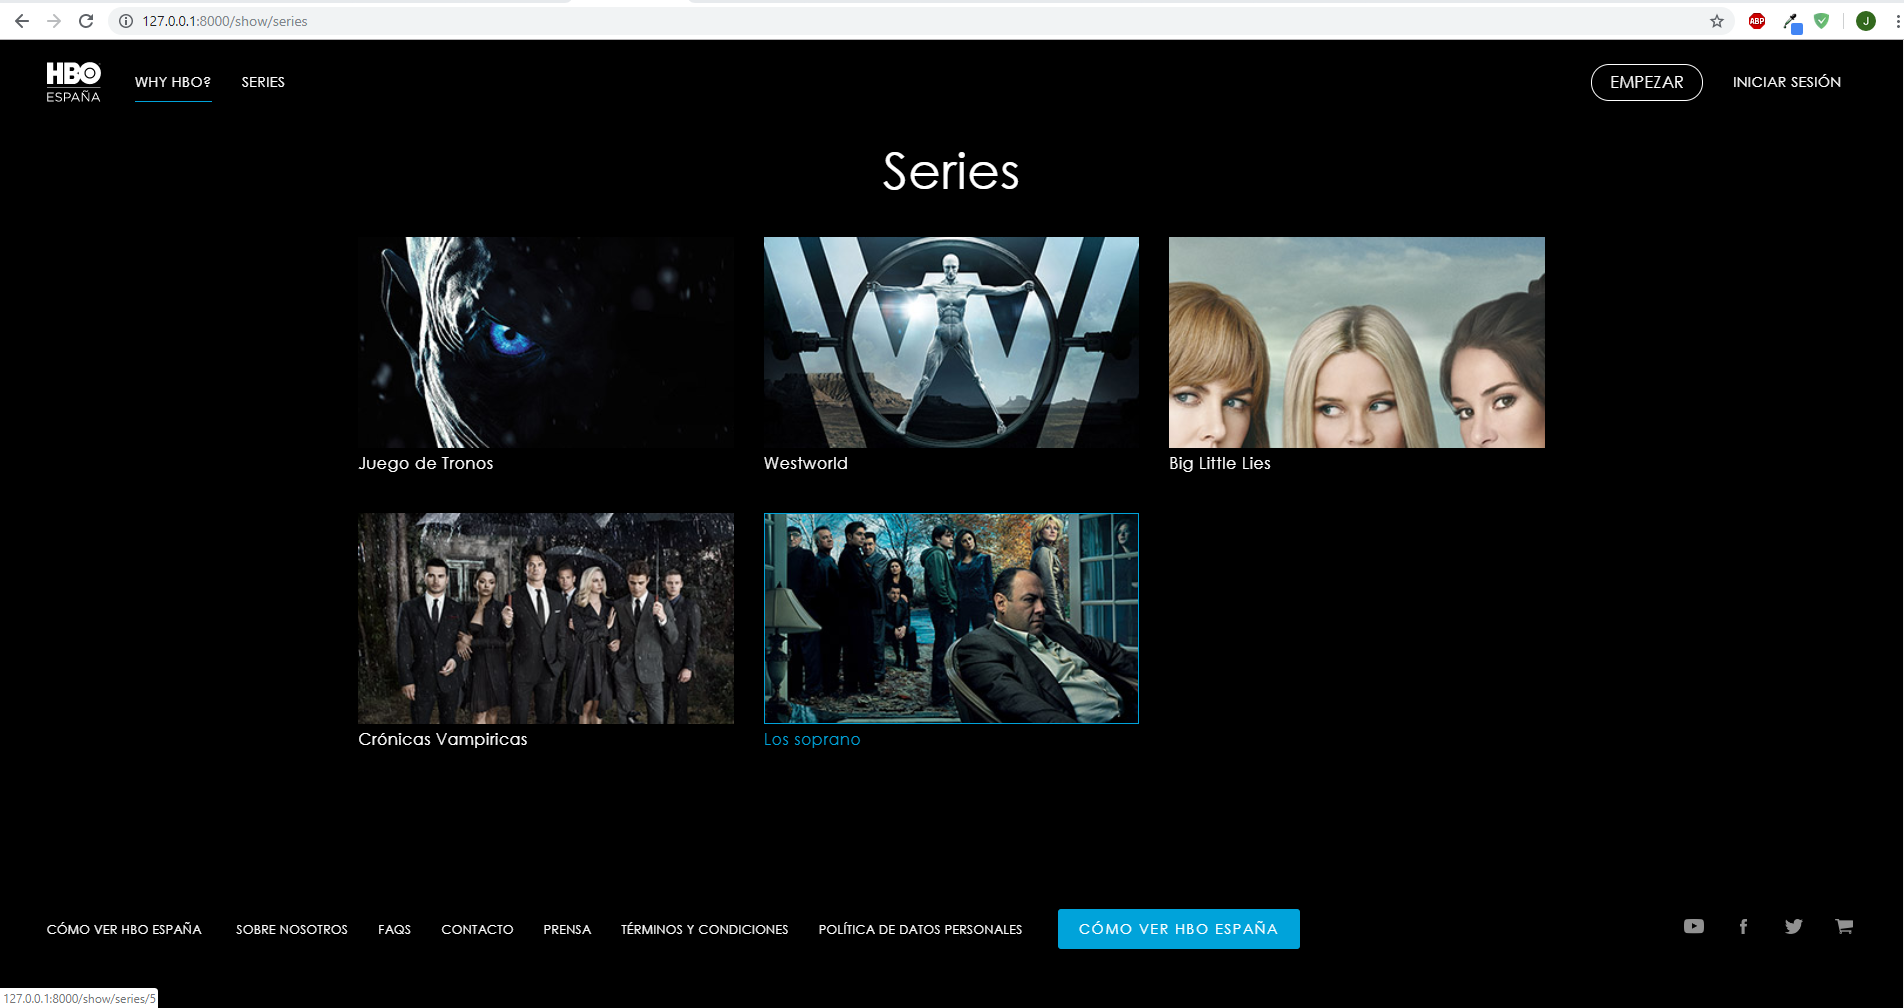 127.0.0.1:8000/show/series
ABP
J
HBO
ESPAÑA
WHY HBO?
SERIES
EMPEZAR
INICIAR SESIÓN
Series
Juego de Tronos
Westworld
Big Little Lies
Crónicas Vampiricas
Los soprano
CÓMO VER HBO ESPAÑA
SOBRE NOSOTROS
FAQS
CONTACTO
PRENSA
TÉRMINOS Y CONDICIONES
POLÍTICA DE DATOS PERSONALES
CÓMO VER HBO ESPAÑA
127.0.0.1:8000/show/series/5